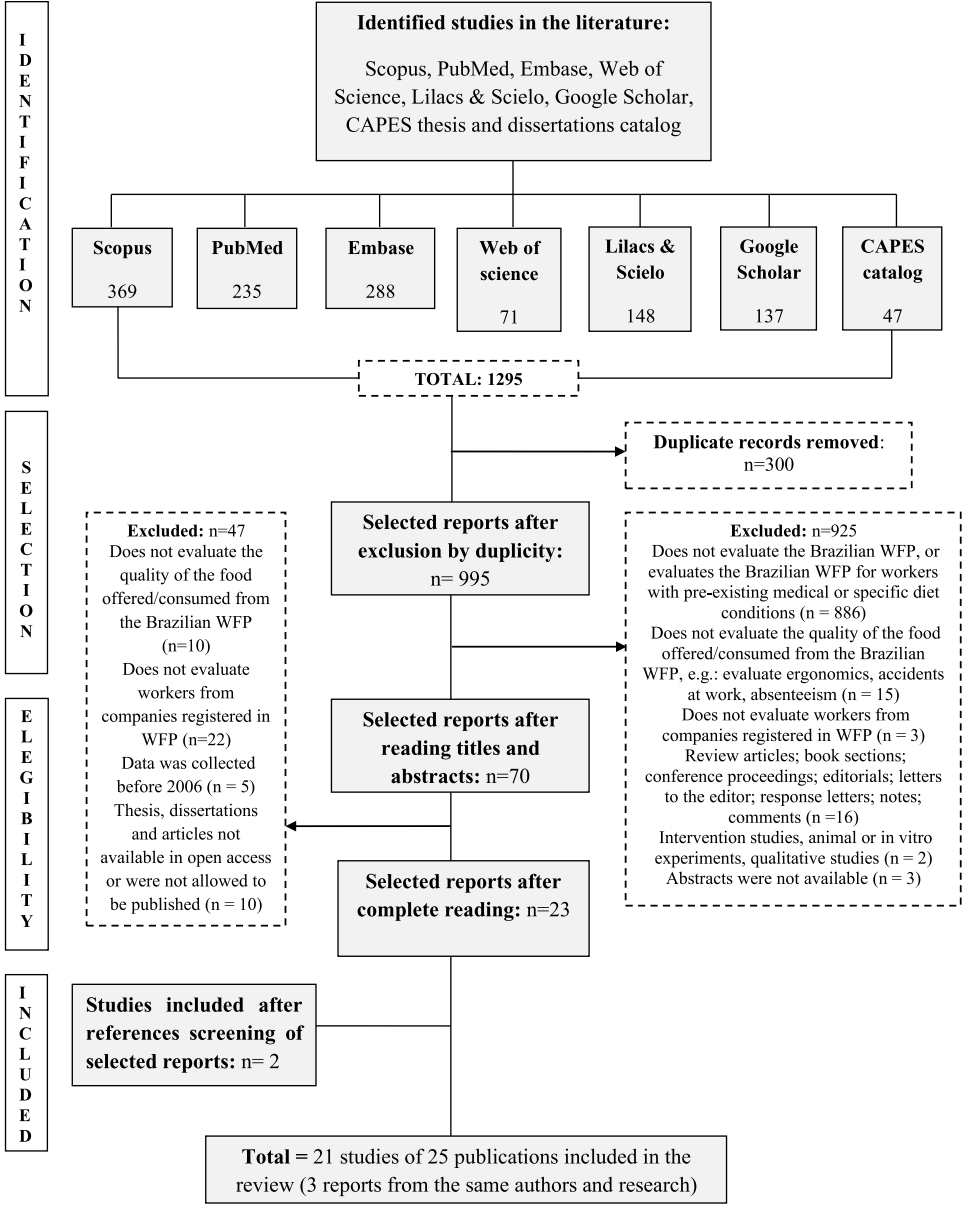 IDENTIFICATION
Identified studies in the literature:
Scopus, PubMed, Embase, Web of
Science, Lilacs & Scielo, Google Scholar,
CAPES thesis and dissertations catalog
Scopus
369
PubMed
235
Embase
288
Web of
science
71
Lilacs &
Scielo
148
Google
Scholar
137
CAPES
catalog
47
TOTAL: 1295
SELECTION
Duplicate records removed:
n=300
Selected reports after
exclusion by duplicity:
n= 995
Excluded: n=47
Does not evaluate the
quality of the food
offered/consumed from
the Brazilian WFP
(n=10)
Does not evaluate
workers from
companies registered in
WFP (n=22)
Data was collected
before 2006 (n = 5)
Thesis, dissertations
and articles not
available in open access
or were not allowed to
be published (n = 10)
Excluded: n=925
Does not evaluate the Brazilian WFP, or
evaluates the Brazilian WFP for workers
with pre-existing medical or specific diet
conditions (n = 886)
Does not evaluate the quality of the food
offered/consumed from the Brazilian
WFP, e.g.: evaluate ergonomics, accidents
at work, absenteeism (n = 15)
Does not evaluate workers from
companies registered in WFP (n = 3)
Review articles; book sections;
conference proceedings; editorials; letters
to the editor; response letters; notes;
comments (n =16)
Intervention studies, animal or in vitro
experiments, qualitative studies (n = 2)
Abstracts were not available (n = 3)
ELEGIBILITY
Selected reports after
reading titles and
abstracts: n=70
Selected reports after
complete reading: n=23
INCLUDED
Studies included after
references screening of
selected reports: n= 2
Total = 21 studies of 25 publications included in the
review (3 reports from the same authors and research)